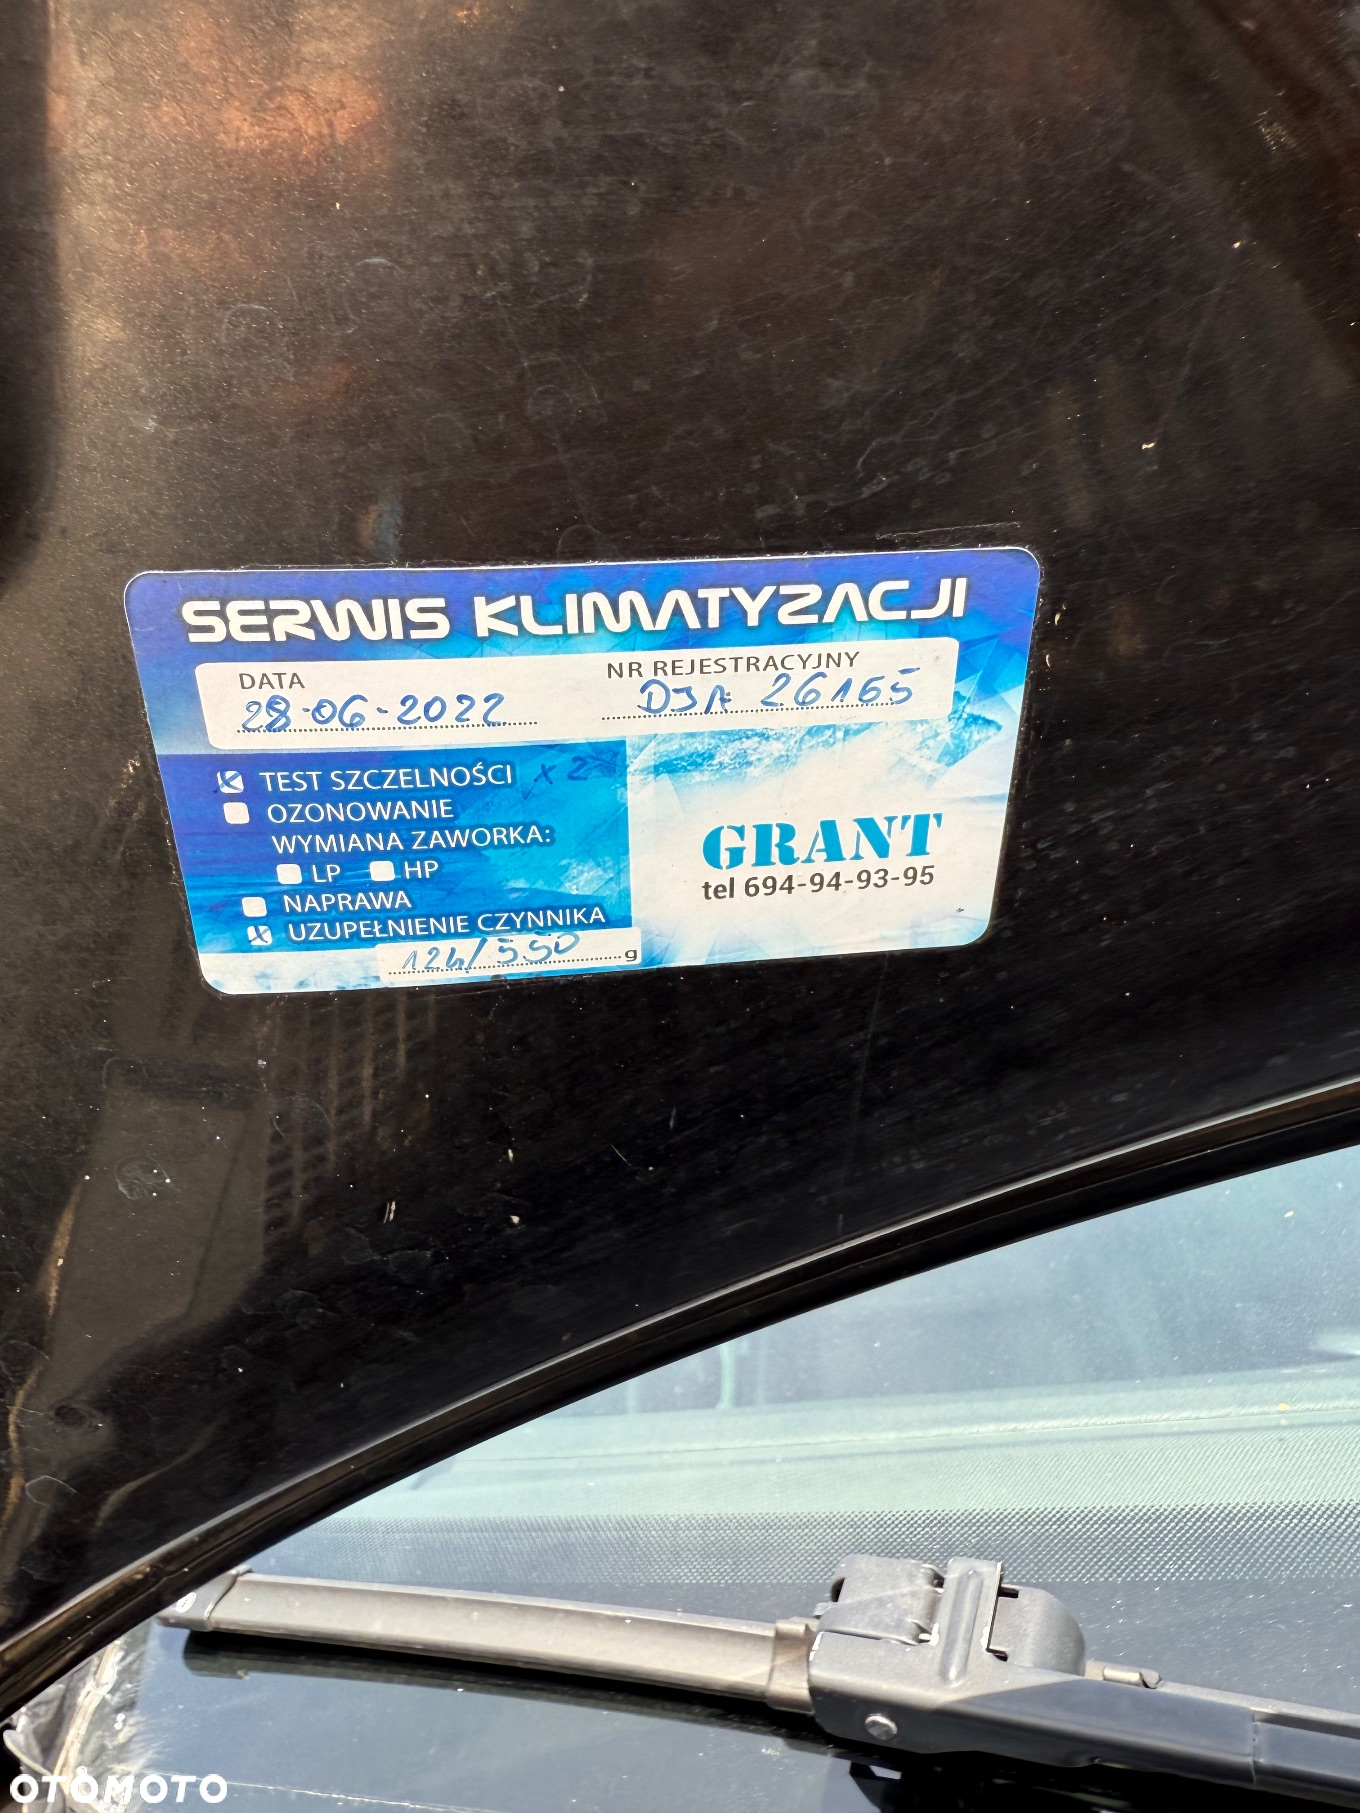 SERWIS KLIMATYZACJI
DATA
NR REJESTRACYJNY
28-06-2022
DJA 26165
TEST SZCZELNOŚCI x 2
OZONOWANIE
WYMIANA ZAWORKA:
LP HP
NAPRAWA
UZUPEŁNIENIE CZYNNIKA
124/550 g
GRANT
tel 694-94-93-95
OTOMOTO